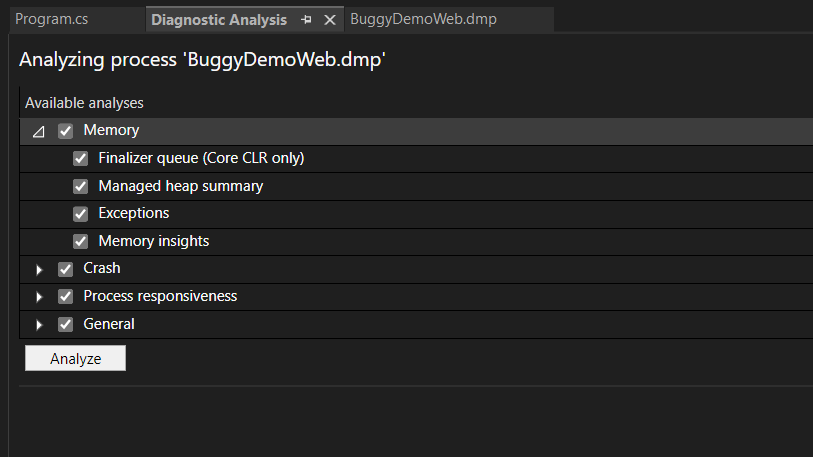 Program.cs Diagnostic Analysis BuggyDemoWeb.dmp
Analyzing process 'BuggyDemoWeb.dmp'
Available analyses
Memory
Finalizer queue (Core CLR only)
Managed heap summary
Exceptions
Memory insights
Crash
Process responsiveness
General
Analyze